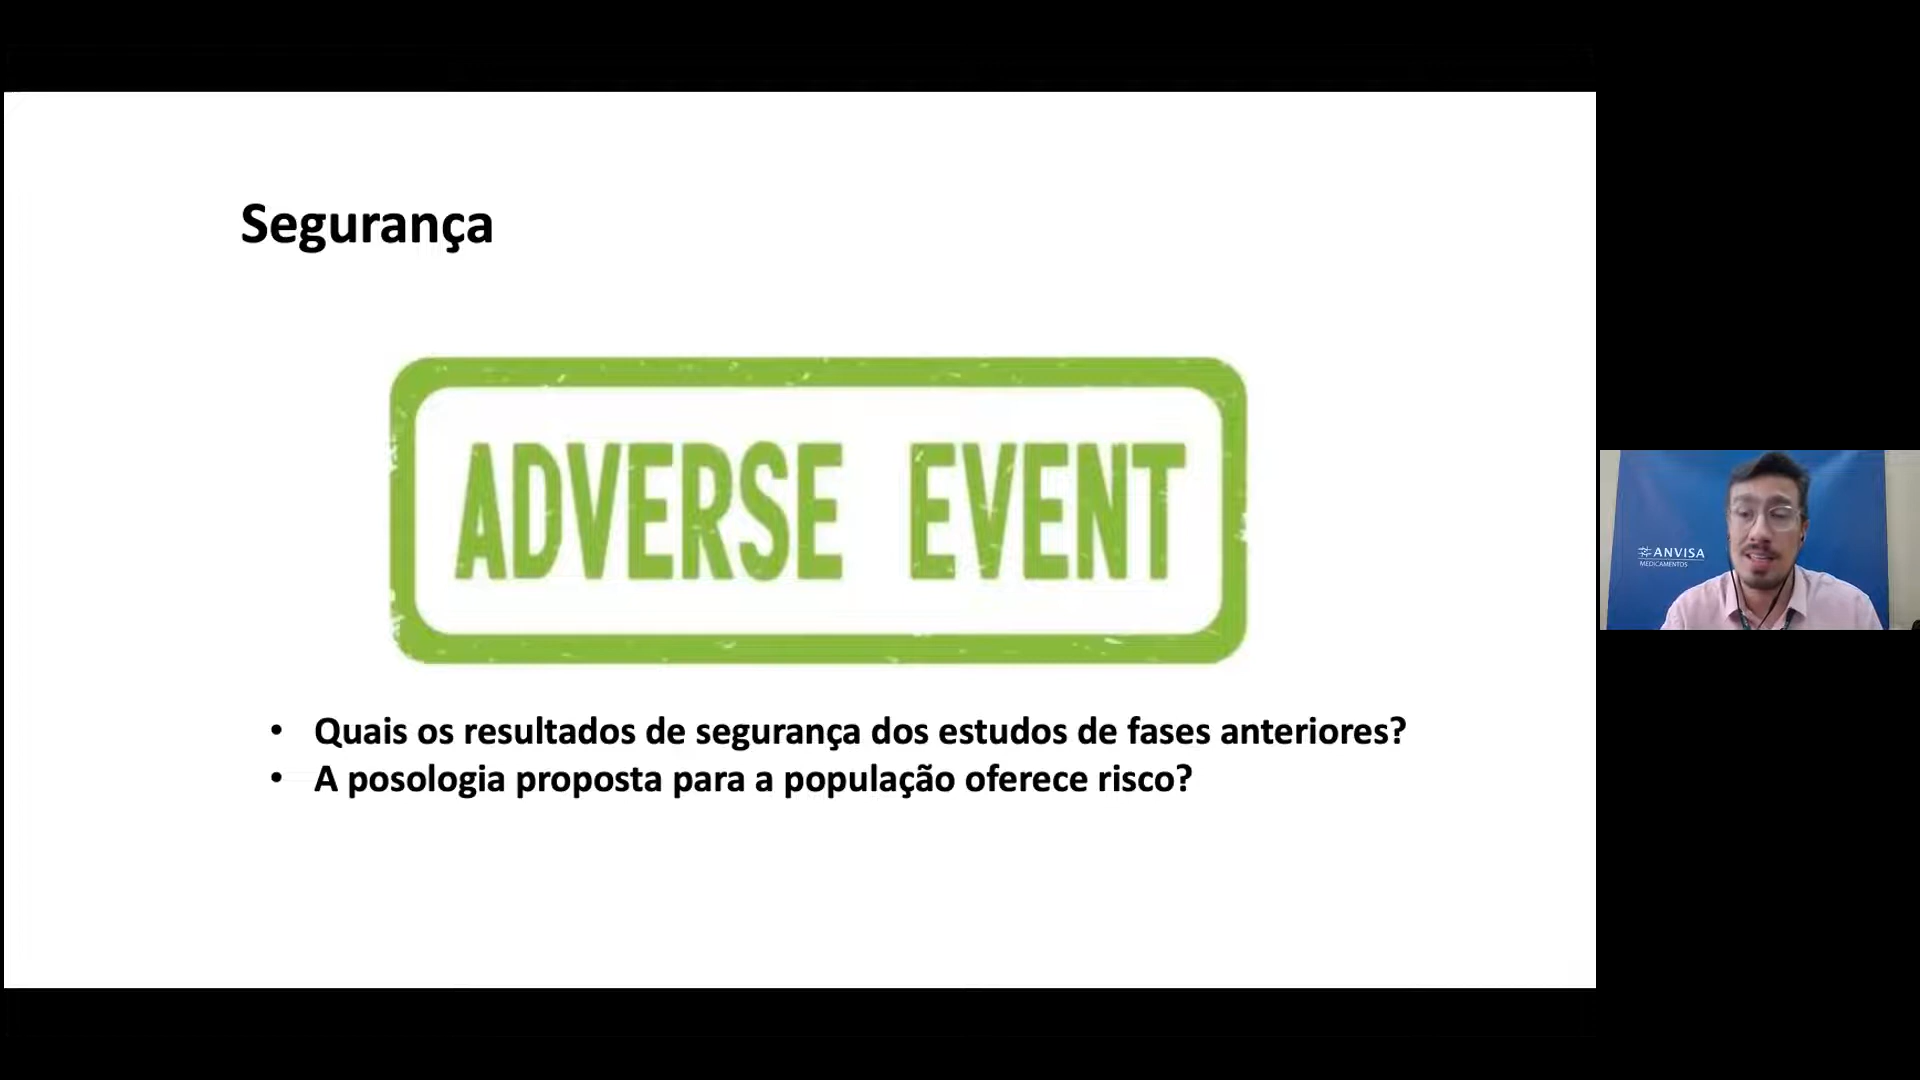 Segurança
ADVERSE EVENT
• Quais os resultados de segurança dos estudos de fases anteriores?
• A posologia proposta para a população oferece risco?
ANVISA
MEDICAMENTOS